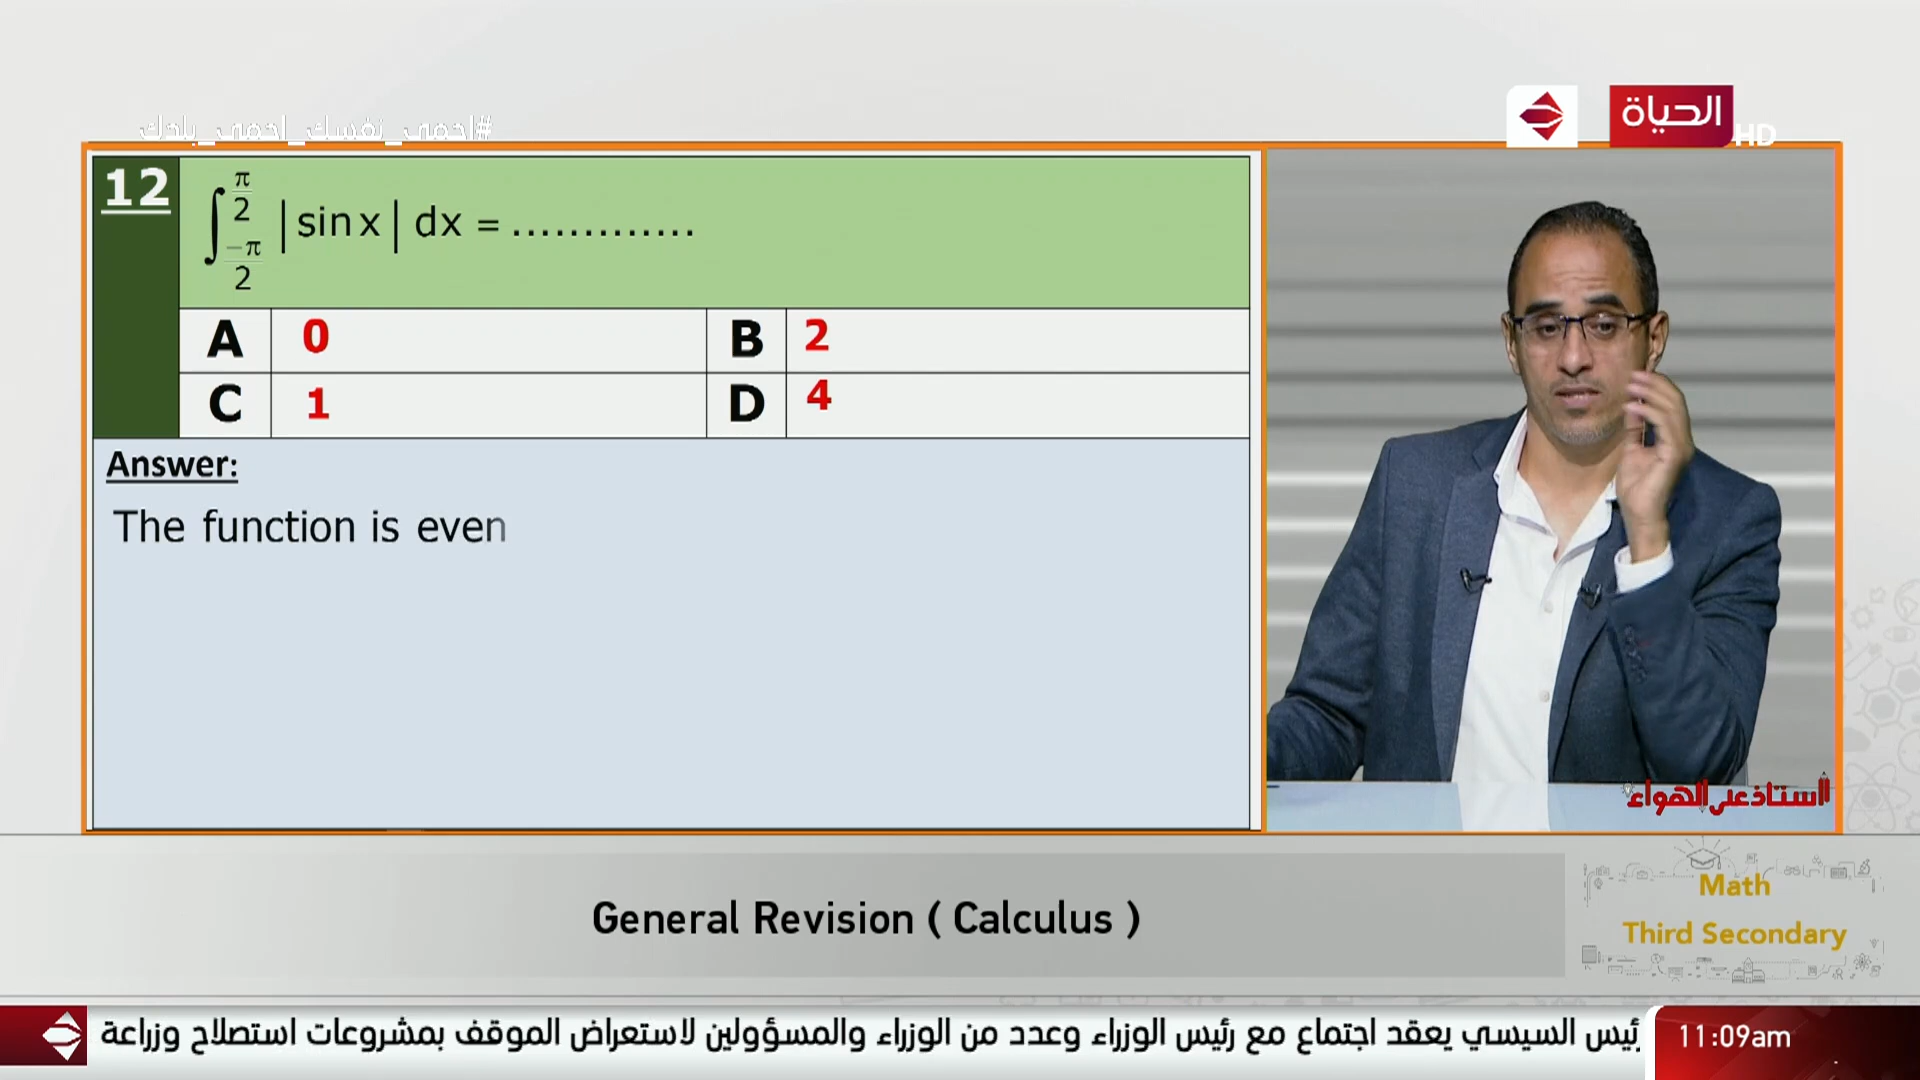 #احمي_نفسك_احمي_بلدك
الحياة
HD
12
∫ π/2 −π/2 | sin x | dx = .............
A 0 B 2
C 1 D 4
Answer:
The function is even
أستاذ على الهواء
General Revision ( Calculus )
Math
Third Secondary
رئيس السيسي يعقد اجتماع مع رئيس الوزراء وعدد من الوزراء والمسؤولين لاستعراض الموقف بمشروعات استصلاح وزراعة
11:09am